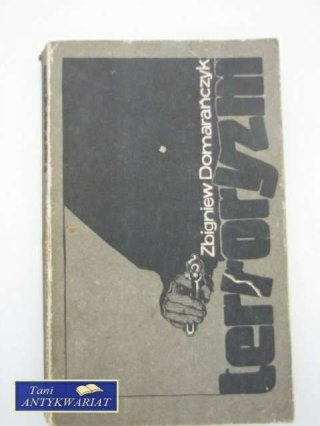 Zbigniew Domarańczyk
terroryzm
Tani
ANTYKWARIAT